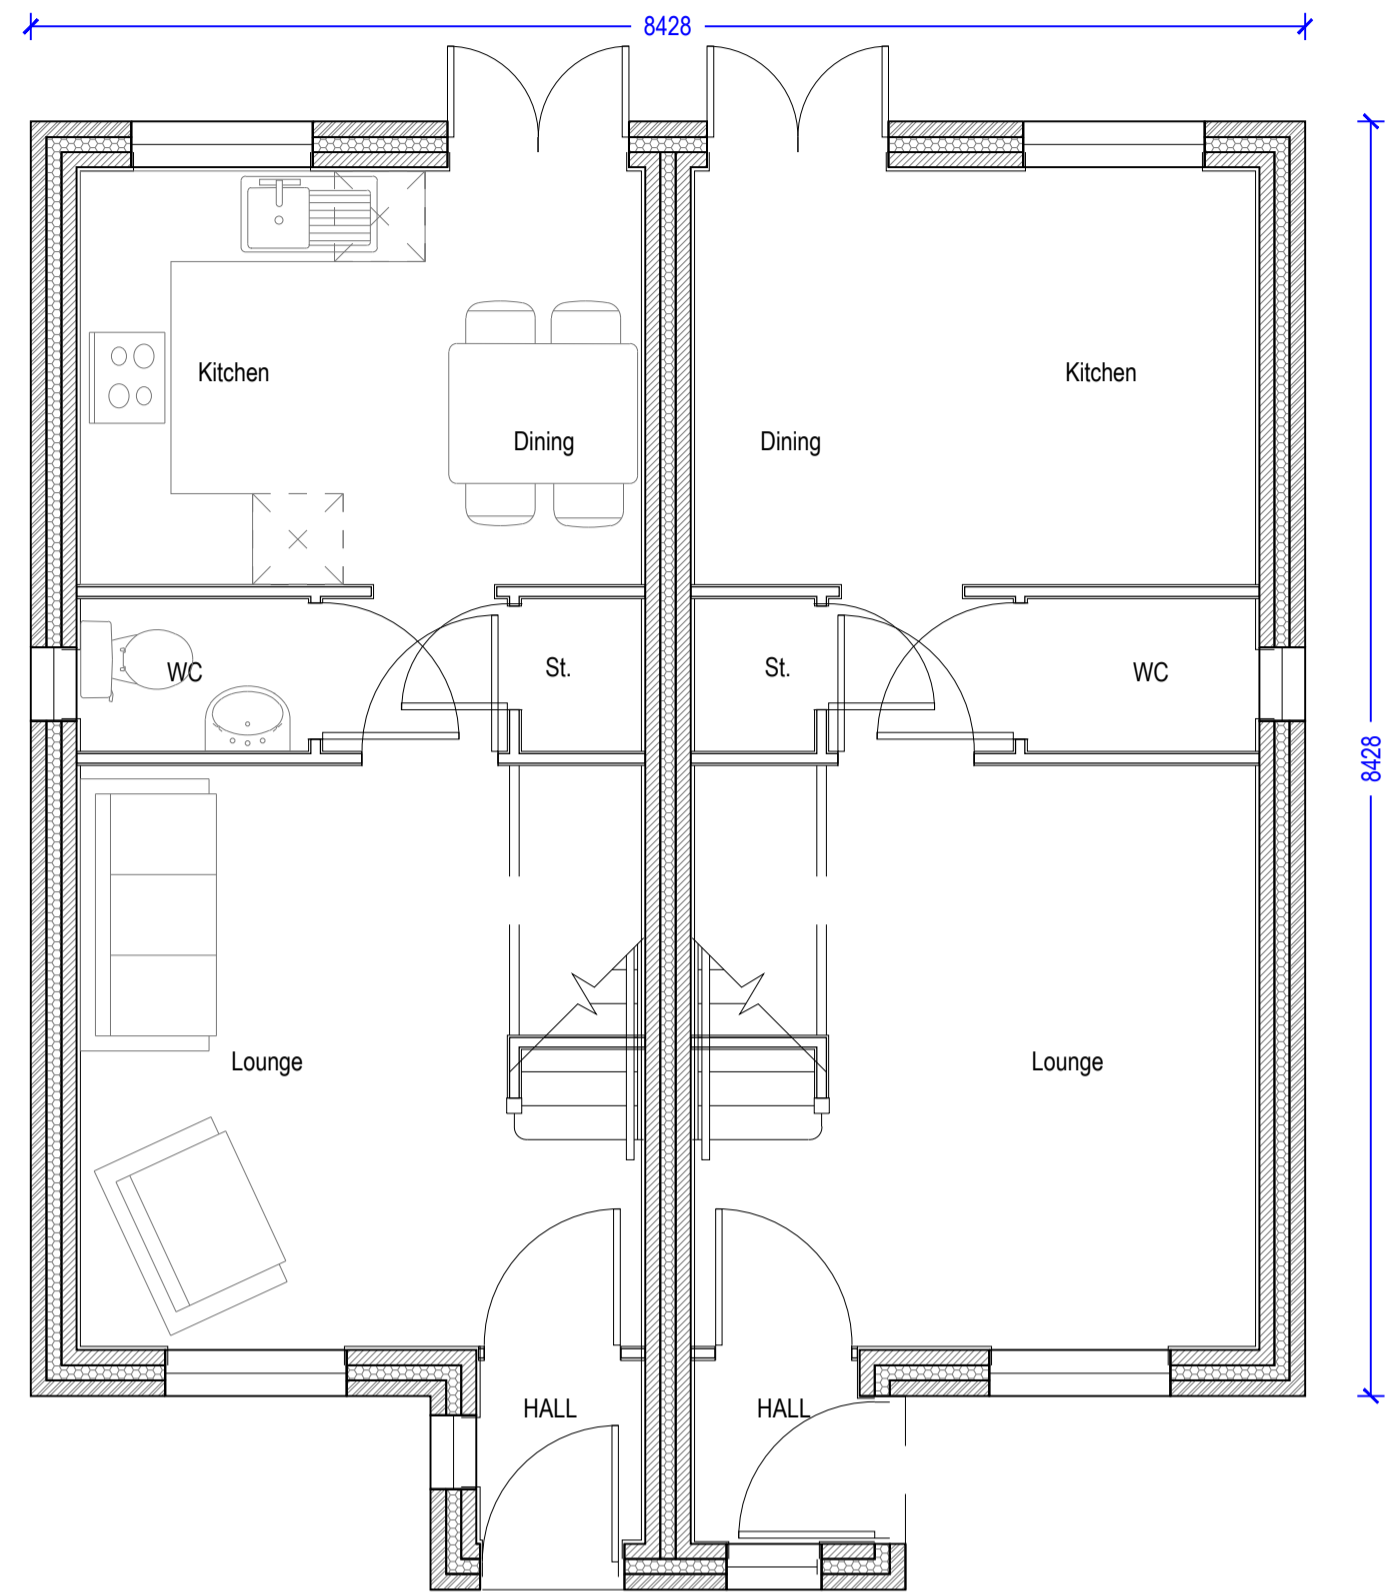 8428
Kitchen
Kitchen
Dining
Dining
WC
St.
St.
WC
8428
Lounge
Lounge
HALL
HALL